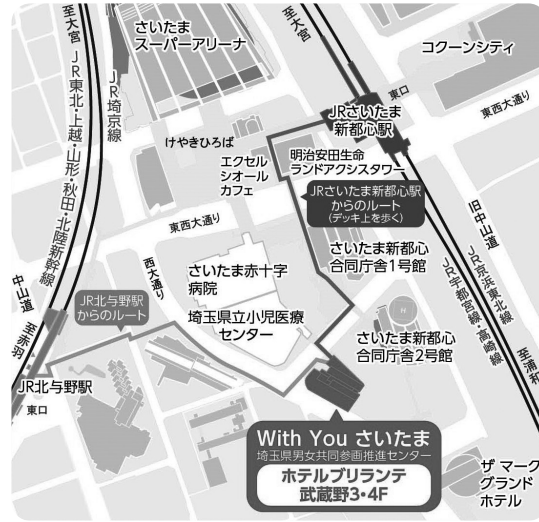 至大宮
JR東北・上越・山形・秋田・北陸新幹線
JR埼京線
さいたま
スーパーアリーナ
至大宮
コクーンシティ
東口
JRさいたま
新都心駅
東西大通り
けやきひろば
エクセル
シオール
カフェ
明治安田生命
ランドアクシスタワー
JRさいたま新都心駅
からのルート
(デッキ上を歩く)
東西大通り
西大通り
さいたま赤十字
病院
埼玉県立小児医療
センター
さいたま新都心
合同庁舎1号館
旧中山道
JR京浜東北線
JR宇都宮線・高崎線
至浦和
中山道
至赤羽
JR北与野駅
からのルート
H
さいたま新都心
合同庁舎2号館
JR北与野駅
東口
With You さいたま
埼玉県男女共同参画推進センター
ホテルブリランテ
武蔵野3・4F
ザ マーク
グランド
ホテル